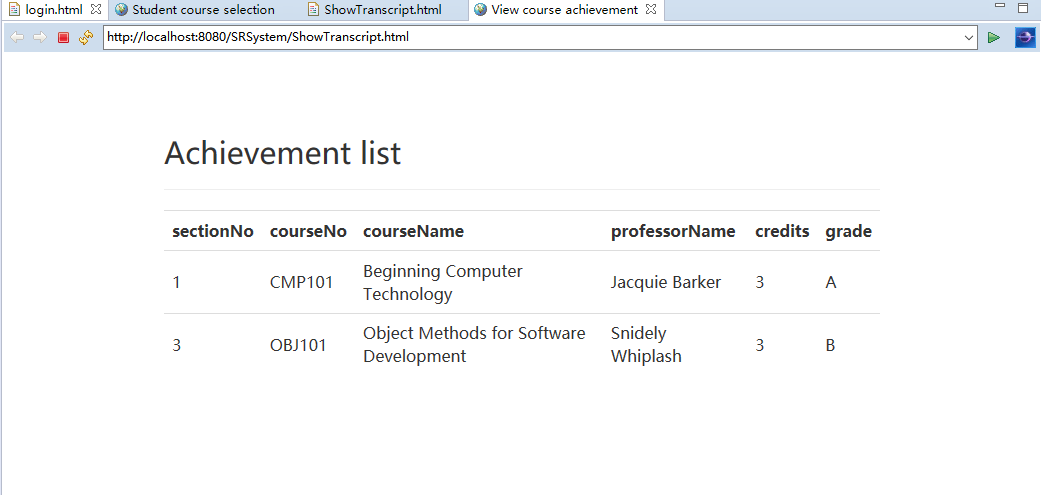 login.html Student course selection ShowTranscript.html View course achievement
http://localhost:8080/SRSystem/ShowTranscript.html
Achievement list
sectionNo courseNo courseName professorName credits grade
1 CMP101 Beginning Computer Technology Jacquie Barker 3 A
3 OBJ101 Object Methods for Software Development Snidely Whiplash 3 B